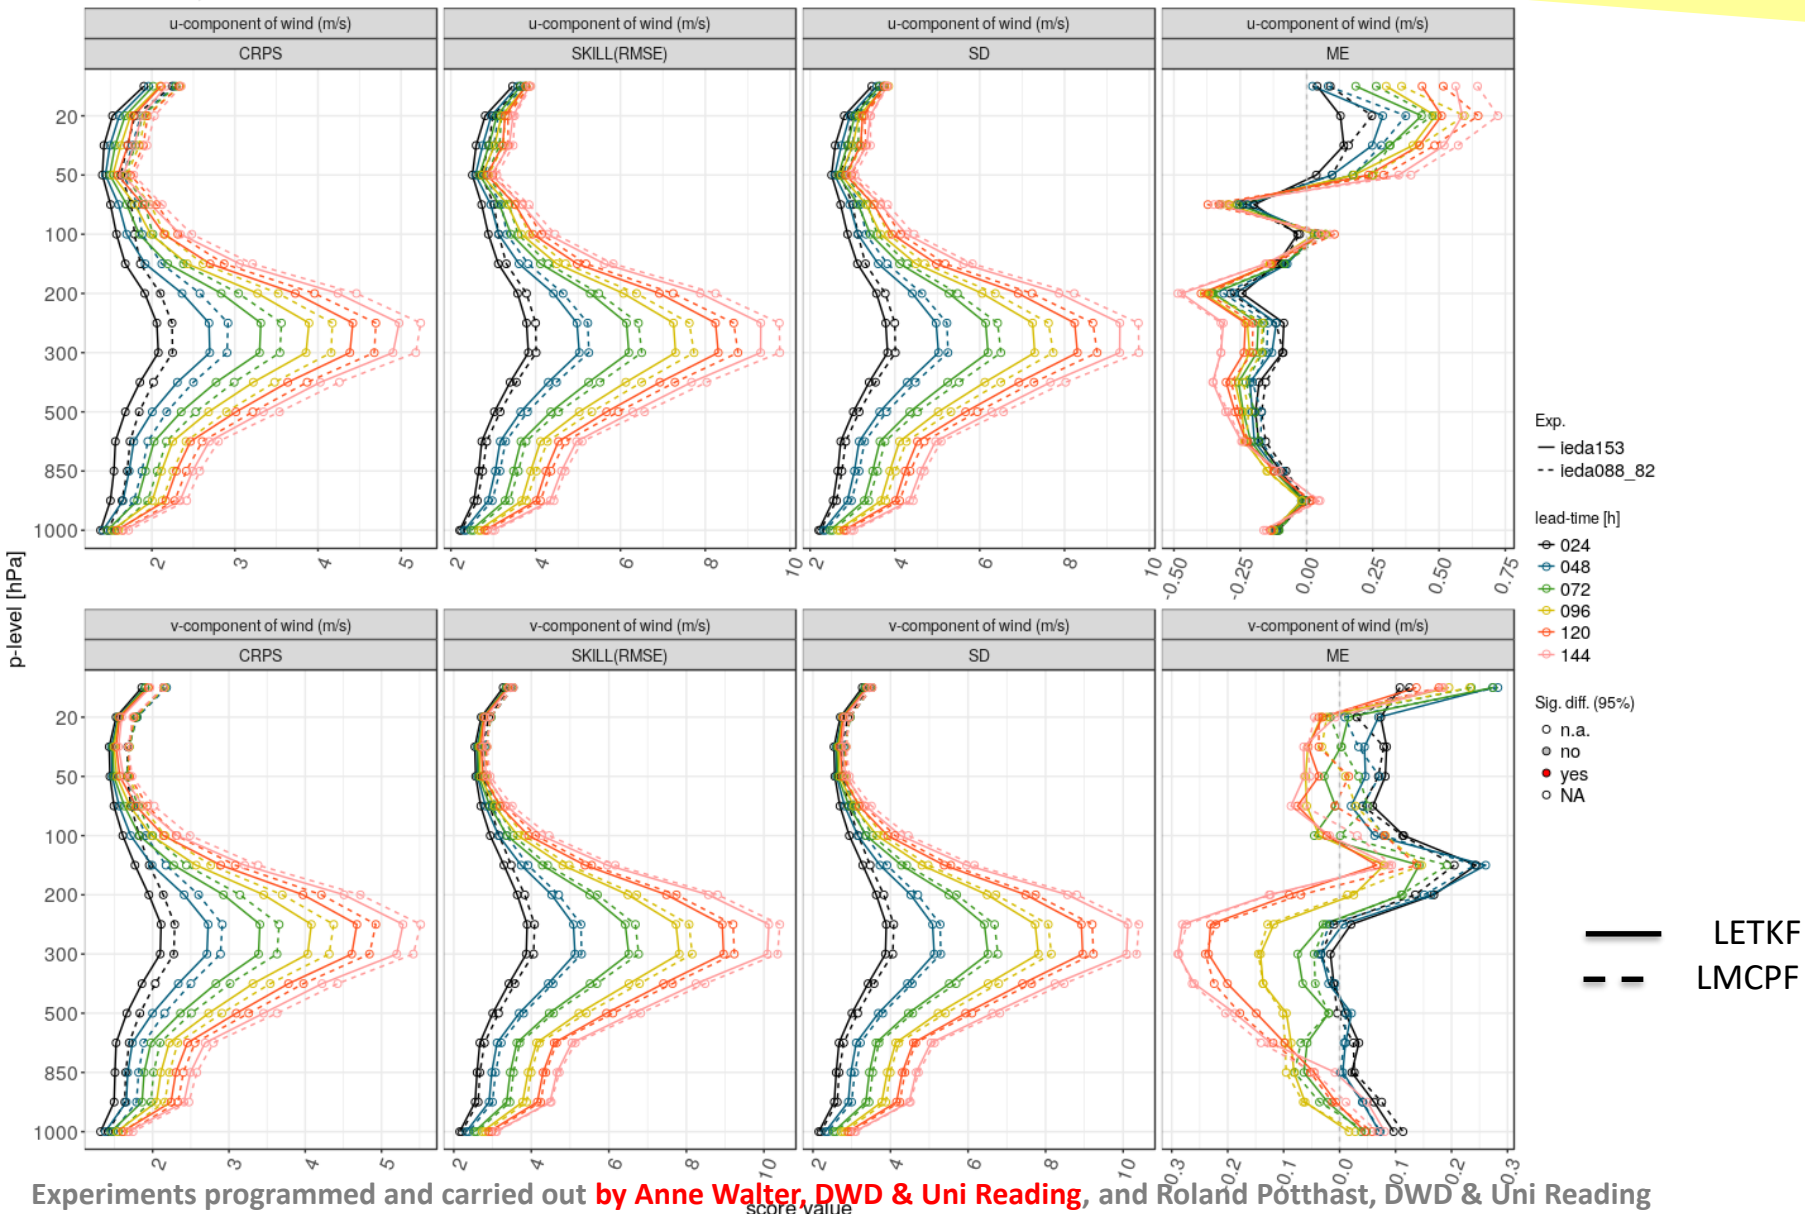 u-component of wind (m/s) u-component of wind (m/s) u-component of wind (m/s) u-component of wind (m/s)
CRPS SKILL(RMSE) SD ME
20
50
100
200
300
500
850
1000
2 3 4 5 2 4 6 8 10 2 4 6 8 10 -0.50 -0.25 0.00 0.25 0.50 0.75
p-level [hPa]
v-component of wind (m/s) v-component of wind (m/s) v-component of wind (m/s) v-component of wind (m/s)
CRPS SKILL(RMSE) SD ME
20
50
100
200
300
500
850
1000
2 3 4 5 2 4 6 8 10 2 4 6 8 10 -0.3 -0.2 -0.1 0.0 0.1 0.2 0.3
score value
Exp.
ieda153
ieda088_82
lead-time [h]
024
048
072
096
120
144
Sig. diff. (95%)
n.a.
no
yes
NA
LETKF
LMCPF
Experiments programmed and carried out by Anne Walter, DWD & Uni Reading, and Roland Potthast, DWD & Uni Reading